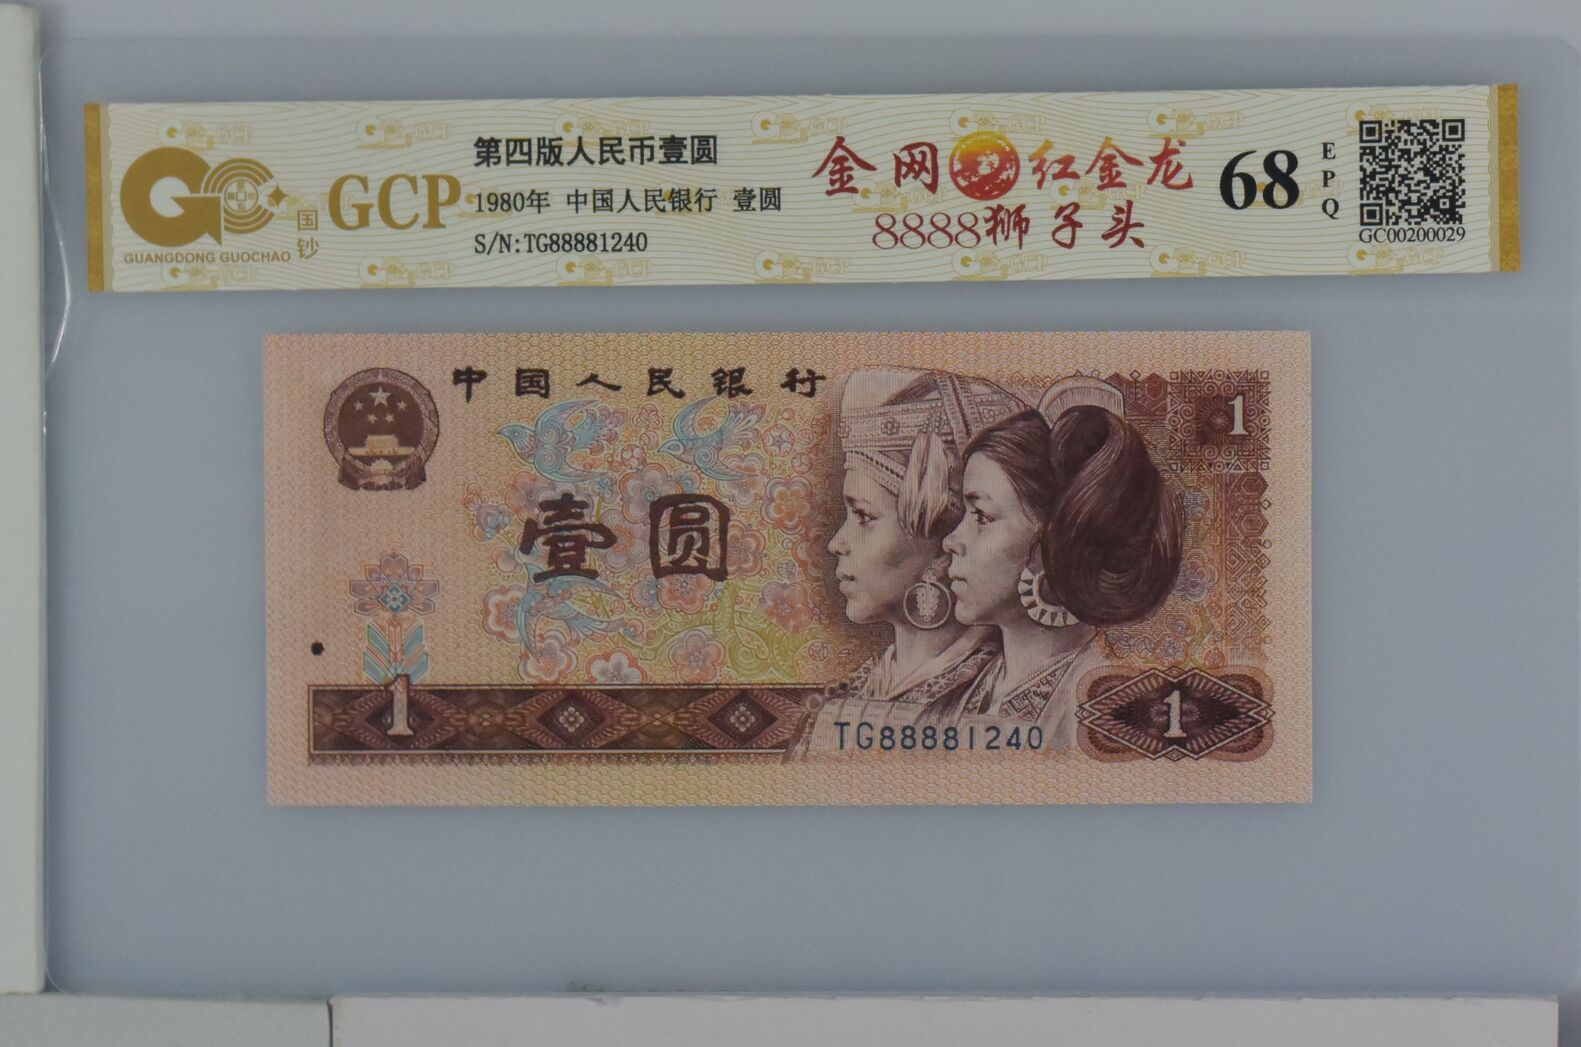 GUANGDONG GUOCHAO
国钞
GCP
第四版人民币壹圆
1980年 中国人民银行 壹圆
S/N:TG88881240
金网 红金龙
8888狮子头
68
EPQ
GC00200029
中国人民银行
1
壹圆
1
TG88881240
1